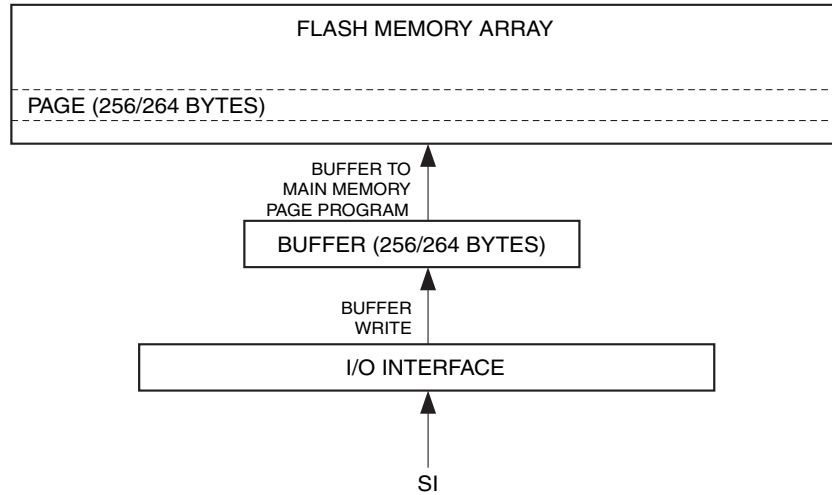 FLASH MEMORY ARRAY
PAGE (256/264 BYTES)
BUFFER TO
MAIN MEMORY
PAGE PROGRAM
BUFFER (256/264 BYTES)
BUFFER
WRITE
I/O INTERFACE
SI